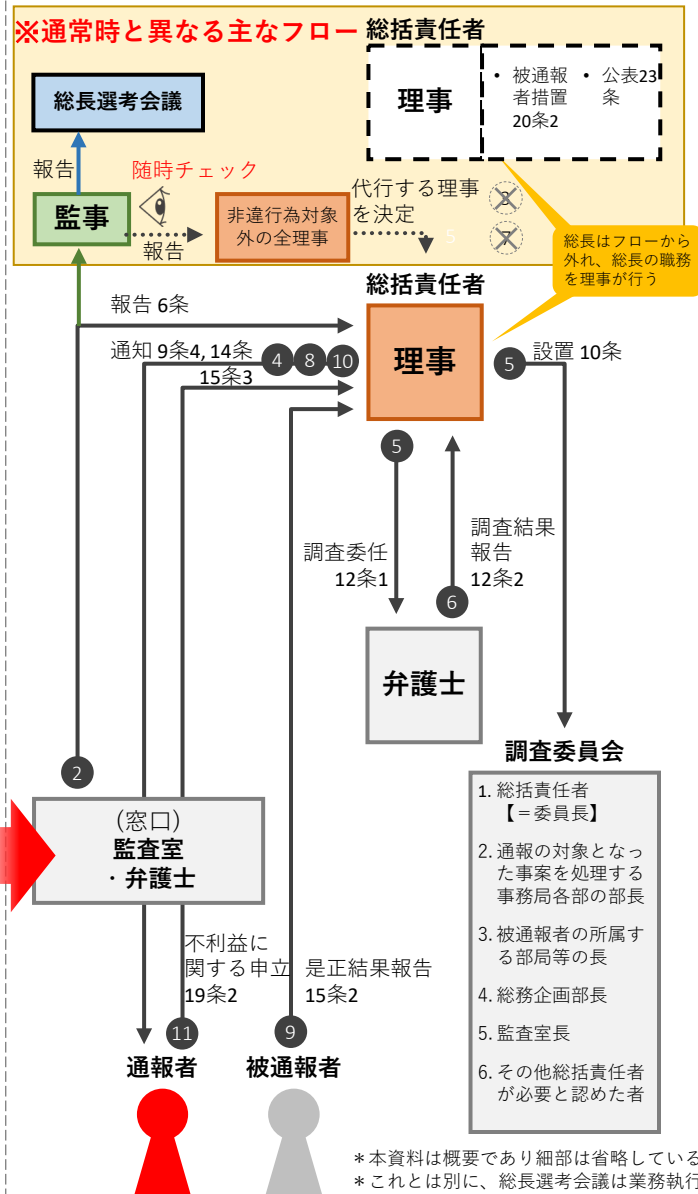 ※通常時と異なる主なフロー
総括責任者
総長選考会議
理事
• 被通報
者措置
20条2
• 公表23
条
報告
随時チェック
監事
報告
非違行為対象
外の全理事
代行する理事
を決定
5
3
7
総長はフローから
外れ、総長の職務
を理事が行う
総括責任者
報告 6条
通知 9条4, 14条
15条3
4
8
10
理事
5
設置 10条
5
調査委任
12条1
調査結果
報告
12条2
6
弁護士
2
調査委員会
(窓口)
監査室
・弁護士
1. 総括責任者
【=委員長】
2. 通報の対象となっ
た事案を処理する
事務局各部の部長
3. 被通報者の所属す
る部局等の長
4. 総務企画部長
5. 監査室長
6. その他総括責任者
が必要と認めた者
不利益に
関する申立
19条2
是正結果報告
15条2
11
9
通報者
被通報者
*本資料は概要であり細部は省略している
*これとは別に、総長選考会議は業務執行